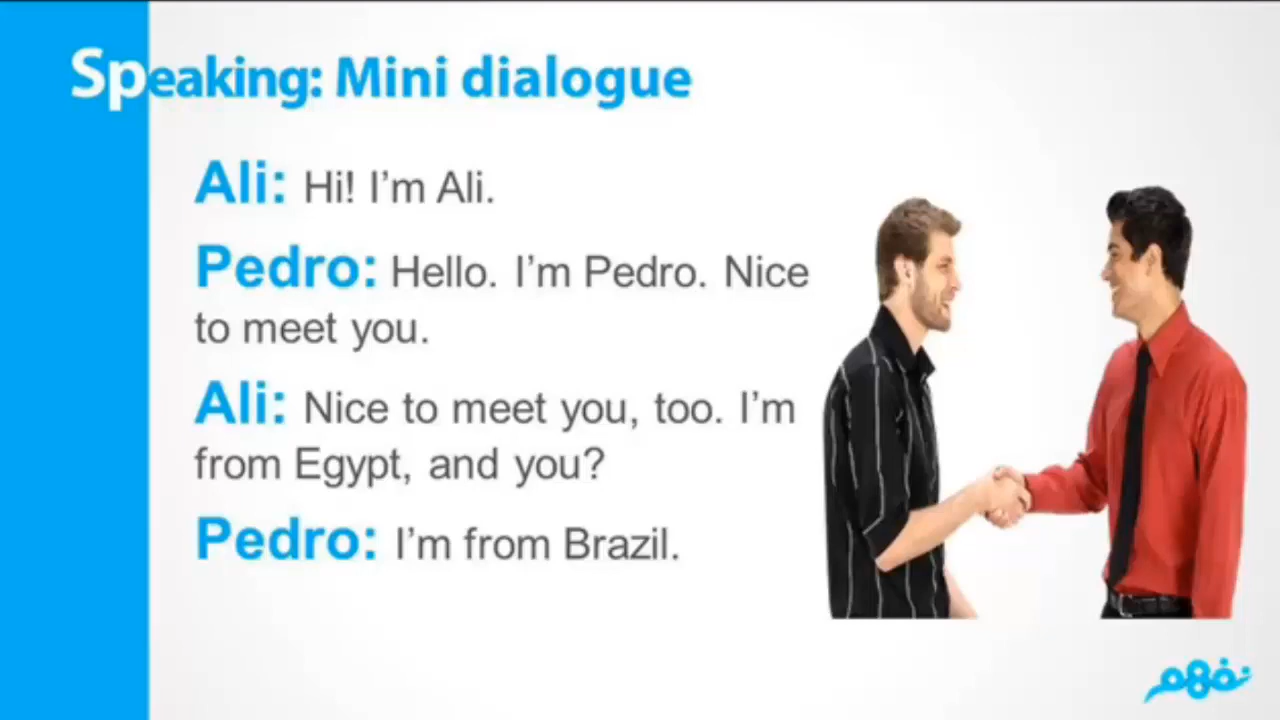 Speaking: Mini dialogue
Ali: Hi! I'm Ali.
Pedro: Hello. I'm Pedro. Nice
to meet you.
Ali: Nice to meet you, too. I'm
from Egypt, and you?
Pedro: I'm from Brazil.
نفهم